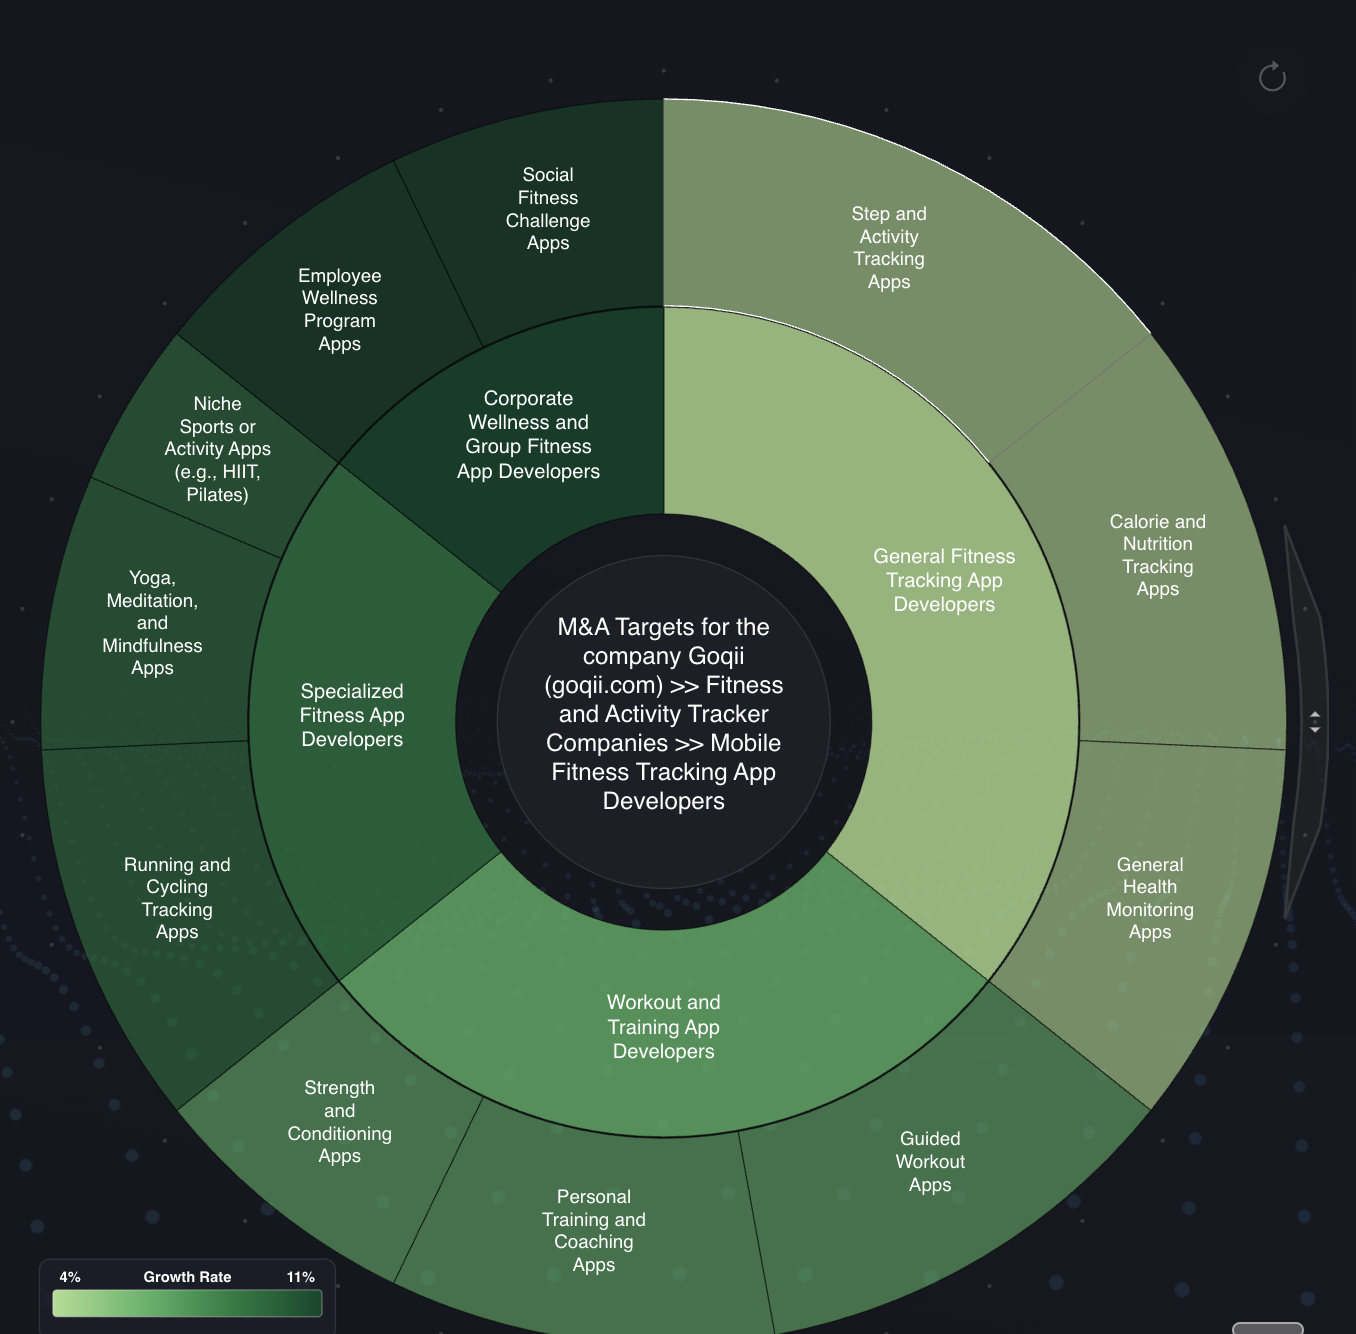 Social
Fitness
Challenge
Apps
Step and
Activity
Tracking
Apps
Employee
Wellness
Program
Apps
Niche
Sports or
Activity Apps
(e.g., HIIT,
Pilates)
Corporate
Wellness and
Group Fitness
App Developers
Calorie and
Nutrition
Tracking
Apps
General Fitness
Tracking App
Developers
Yoga,
Meditation,
and
Mindfulness
Apps
M&A Targets for the
company Goqii
(goqii.com) >> Fitness
and Activity Tracker
Companies >> Mobile
Fitness Tracking App
Developers
Specialized
Fitness App
Developers
Running and
Cycling
Tracking
Apps
General
Health
Monitoring
Apps
Workout and
Training App
Developers
Strength
and
Conditioning
Apps
Guided
Workout
Apps
Personal
Training and
Coaching
Apps
4% Growth Rate 11%